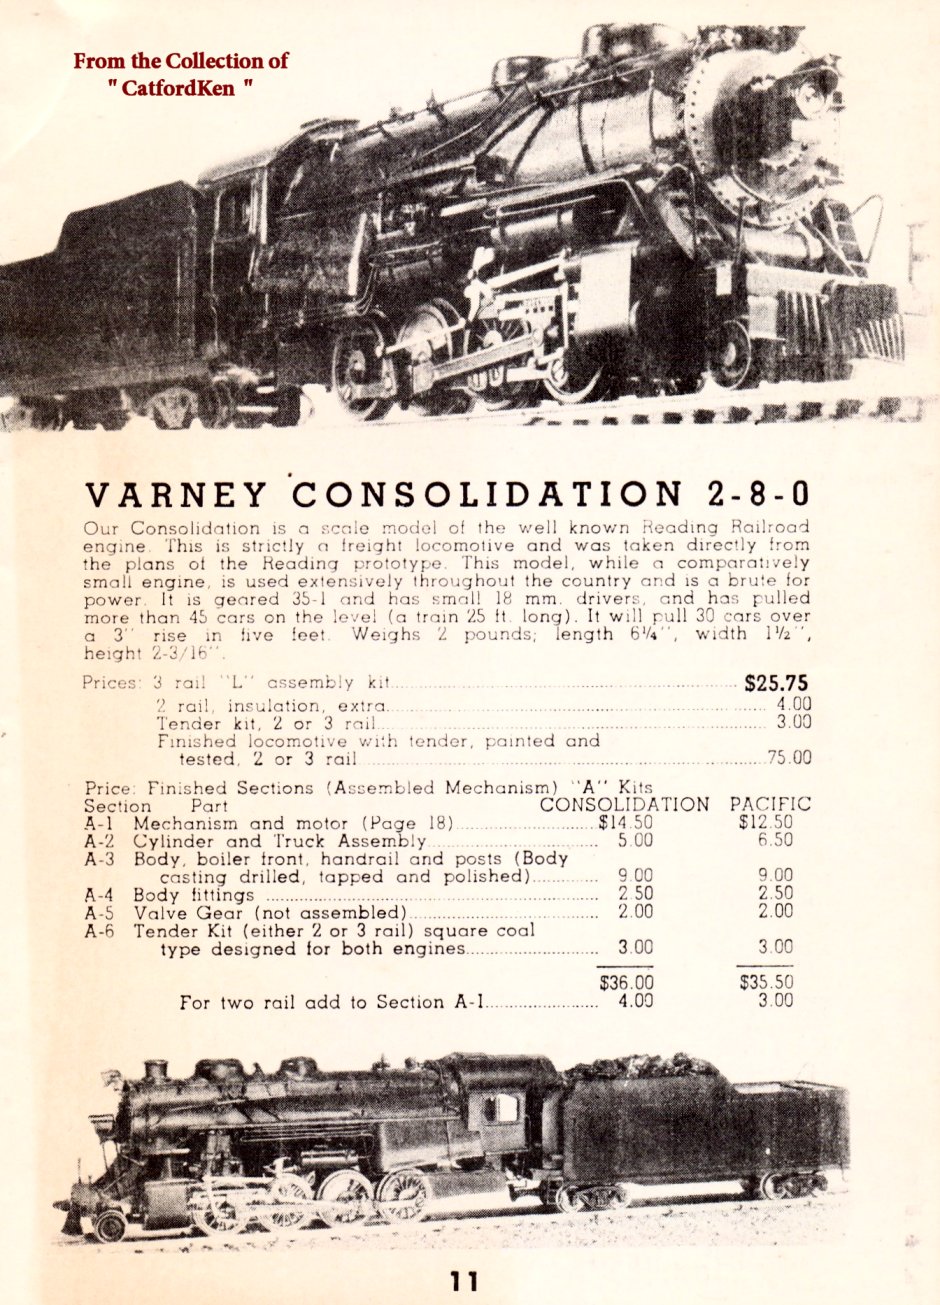 From the Collection of
" CatfordKen "
VARNEY CONSOLIDATION 2-8-0
Our Consolidation is a scale model of the well known Reading Railroad
engine. This is strictly a freight locomotive and was taken directly from
the plans of the Reading prototype. This model, while a comparatively
small engine, is used extensively throughout the country and is a brute for
power. It is geared 35-1 and has small 18 mm. drivers, and has pulled
more than 45 cars on the level (a train 25 ft. long). It will pull 30 cars over
a 3" rise in five feet. Weighs 2 pounds; length 6¼", width 1½",
height 2-3/16".
Prices: 3 rail "L" assembly kit.......... $25.75
2 rail, insulation, extra.......... 4.00
Tender kit, 2 or 3 rail.......... 3.00
Finished locomotive with tender, painted and
tested, 2 or 3 rail..........75.00
Price: Finished Sections (Assembled Mechanism) "A" Kits
Section Part CONSOLIDATION PACIFIC
A-1 Mechanism and motor (Page 18)..........$14.50 $12.50
A-2 Cylinder and Truck Assembly.......... 5.00 6.50
A-3 Body, boiler front, handrail and posts (Body
casting drilled, tapped and polished).......... 9.00 9.00
A-4 Body fittings .......... 2.50 2.50
A-5 Valve Gear (not assembled).......... 2.00 2.00
A-6 Tender Kit (either 2 or 3 rail) square coal
type designed for both engines.......... 3.00 3.00
$36.00 $35.50
For two rail add to Section A-1.......... 4.00 3.00
11